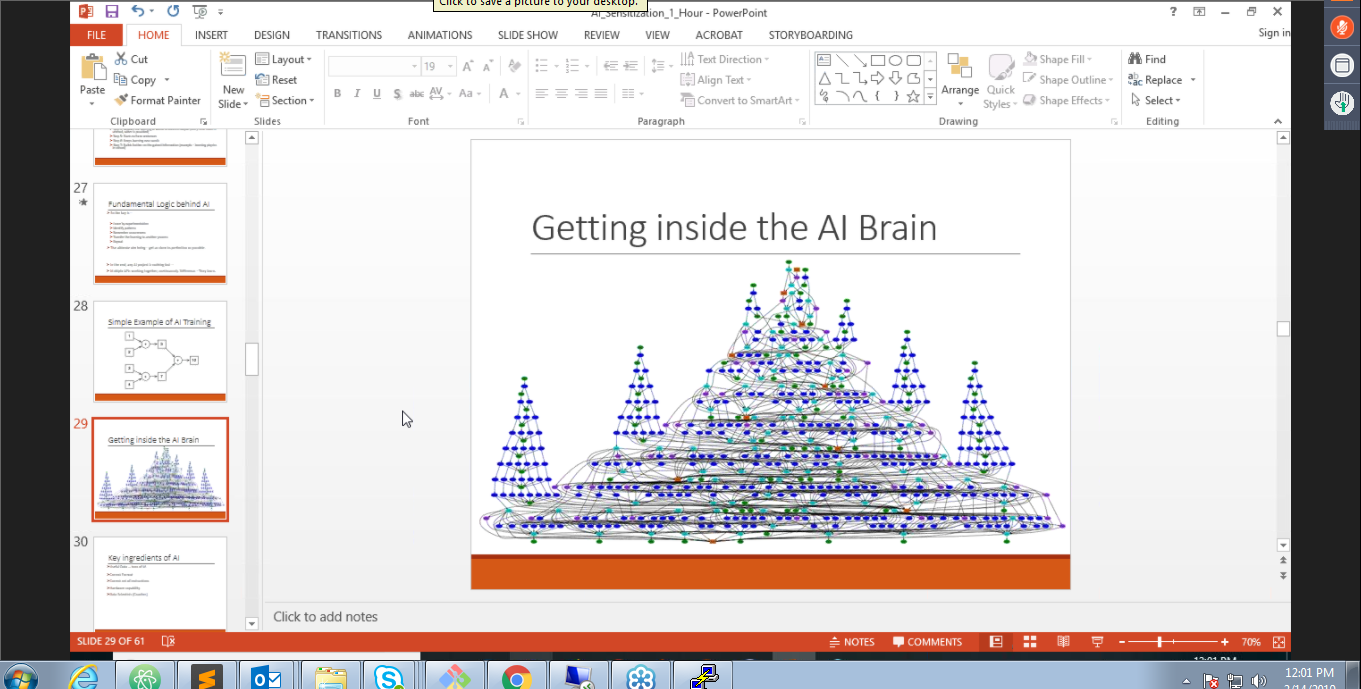 Click to save a picture to your desktop.
AI_Sensitization_1_Hour - PowerPoint
?
FILE HOME INSERT DESIGN TRANSITIONS ANIMATIONS SLIDE SHOW REVIEW VIEW ACROBAT STORYBOARDING
Sign in
Paste
Cut
Copy
Format Painter
Clipboard
New
Slide
Layout
Reset
Section
Slides
19
B I U S abc AV Aa A
Font
Text Direction
Align Text
Convert to SmartArt
Paragraph
Arrange
Quick
Styles
Shape Fill
Shape Outline
Shape Effects
Drawing
Find
Replace
Select
Editing
27
Fundamental Logic behind AI
28
Simple Example of AI Training
29
Getting inside the AI Brain
30
Key ingredients of AI
Getting inside the AI Brain
Click to add notes
SLIDE 29 OF 61
NOTES
COMMENTS
70%
12:01 PM